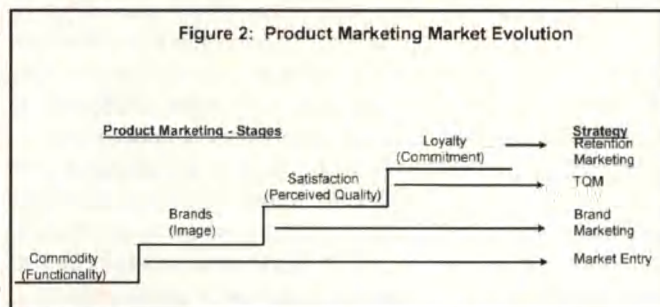 Figure 2: Product Marketing Market Evolution
Product Marketing - Stages
Strategy
Loyalty
(Commitment)
Retention
Marketing
Satisfaction
(Perceived Quality)
TQM
Brands
(Image)
Brand
Marketing
Commodity
(Functionality)
Market Entry